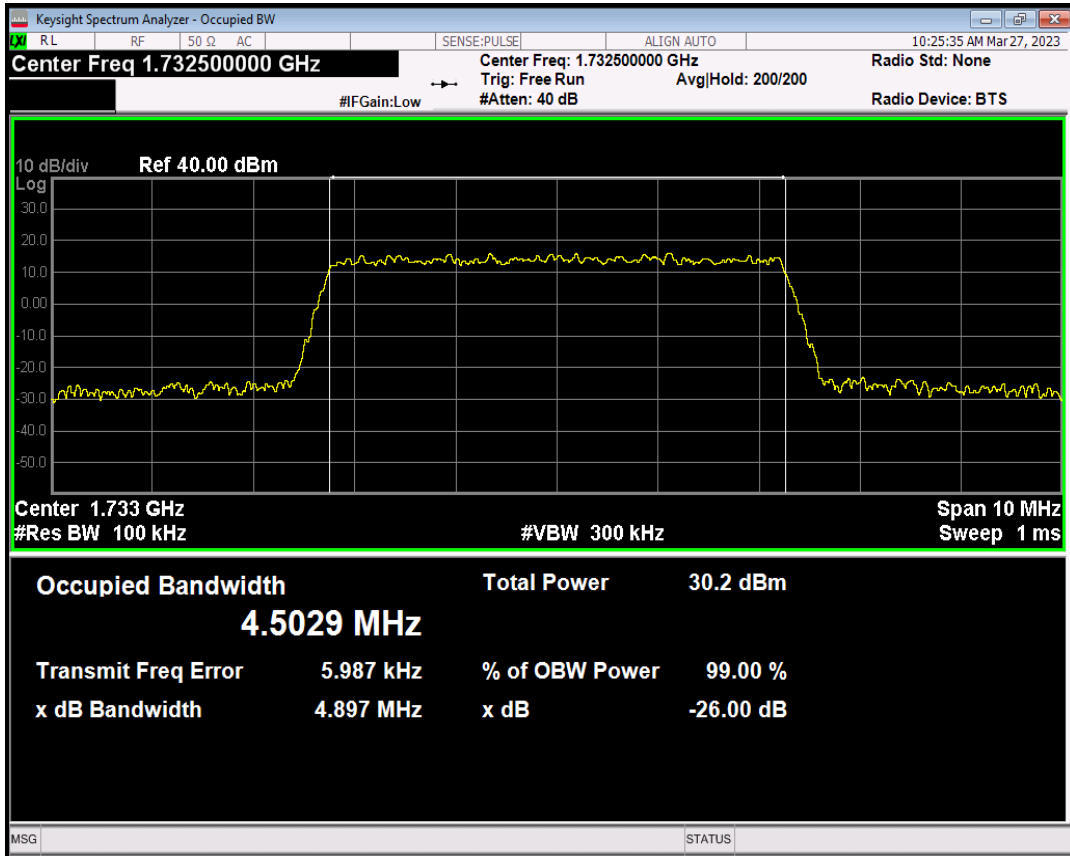 Keysight Spectrum Analyzer - Occupied BW
LXI RL RF 50 Ω AC SENSE:PULSE ALIGN AUTO 10:25:35 AM Mar 27, 2023
Center Freq 1.732500000 GHz Center Freq: 1.732500000 GHz Radio Std: None
Trig: Free Run Avg|Hold: 200/200
#IFGain:Low #Atten: 40 dB Radio Device: BTS
10 dB/div Ref 40.00 dBm
Log
30.0
20.0
10.0
0.00
-10.0
-20.0
-30.0
-40.0
-50.0
Center 1.733 GHz Span 10 MHz
#Res BW 100 kHz #VBW 300 kHz Sweep 1 ms
Occupied Bandwidth Total Power 30.2 dBm
4.5029 MHz
Transmit Freq Error 5.987 kHz % of OBW Power 99.00 %
x dB Bandwidth 4.897 MHz x dB -26.00 dB
MSG STATUS